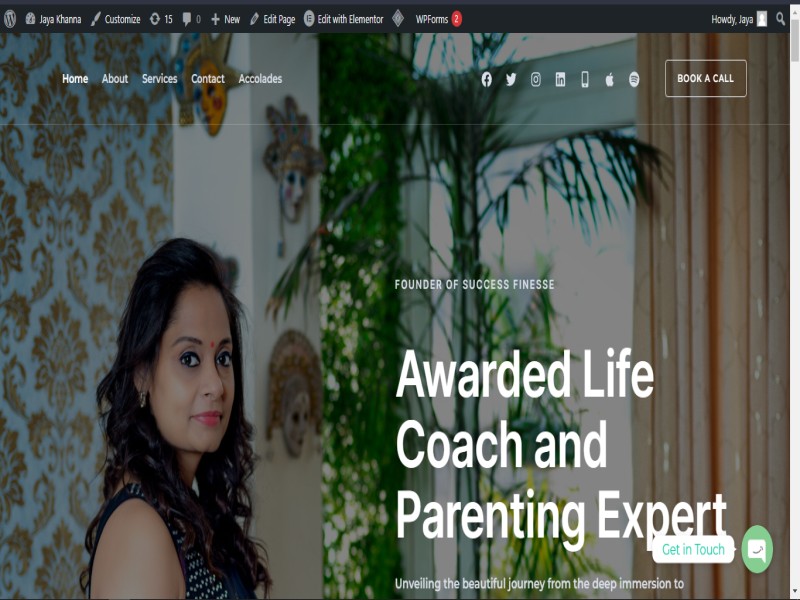 Jaya Khanna Customize 15 0 New Edit Page Edit with Elementor WPForms 2 Howdy, Jaya
Home About Services Contact Accolades BOOK A CALL
FOUNDER OF SUCCESS FINESSE
Awarded Life
Coach and
Parenting Expert
Get in Touch
Unveiling the beautiful journey from the deep immersion to